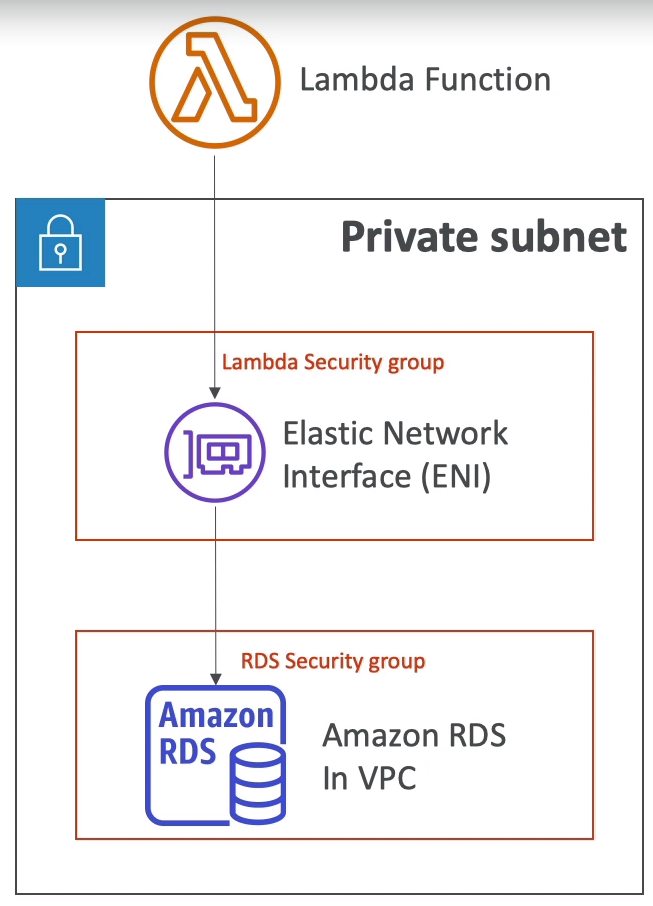 Lambda Function
Private subnet
Lambda Security group
Elastic Network
Interface (ENI)
RDS Security group
Amazon
RDS
Amazon RDS
In VPC